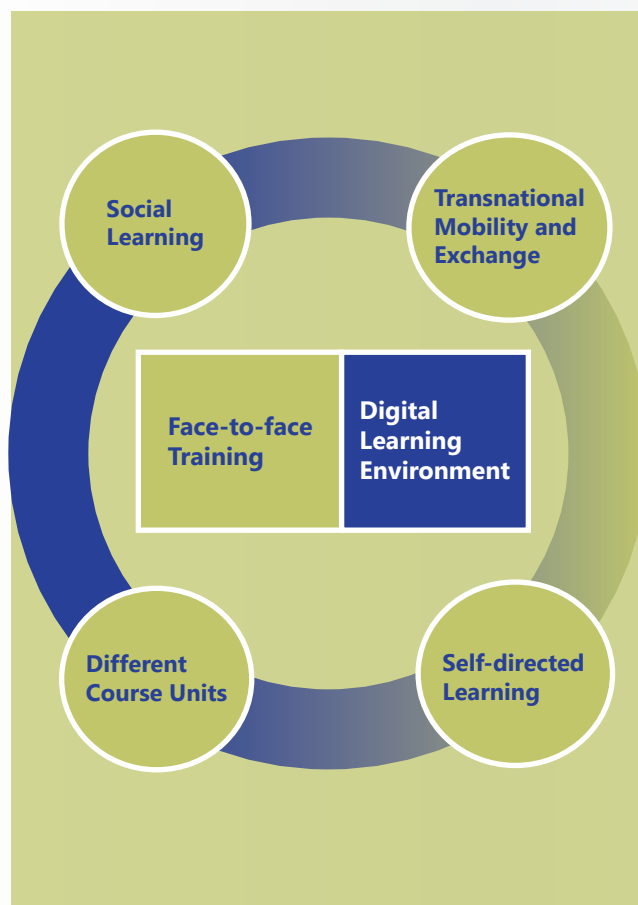 Social
Learning
Transnational
Mobility and
Exchange
Face-to-face
Training
Digital
Learning
Environment
Different
Course Units
Self-directed
Learning